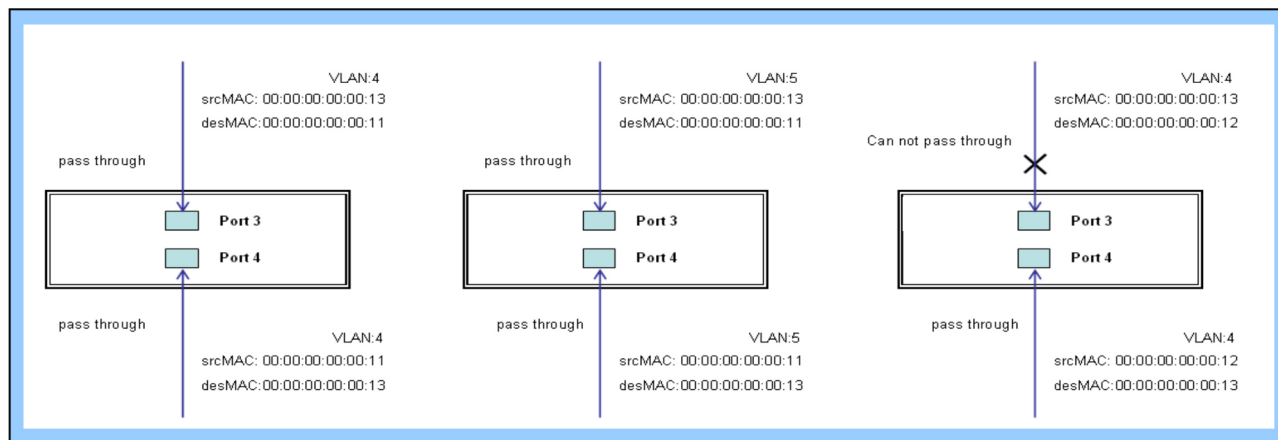 VLAN:4
srcMAC: 00:00:00:00:00:13
desMAC:00:00:00:00:00:11
pass through
Port 3
Port 4
pass through
VLAN:4
srcMAC: 00:00:00:00:00:11
desMAC:00:00:00:00:00:13
VLAN:5
srcMAC: 00:00:00:00:00:13
desMAC:00:00:00:00:00:11
pass through
Port 3
Port 4
pass through
VLAN:5
srcMAC: 00:00:00:00:00:11
desMAC:00:00:00:00:00:13
VLAN:4
srcMAC: 00:00:00:00:00:13
desMAC:00:00:00:00:00:12
Can not pass through
Port 3
Port 4
pass through
VLAN:4
srcMAC: 00:00:00:00:00:12
desMAC:00:00:00:00:00:13